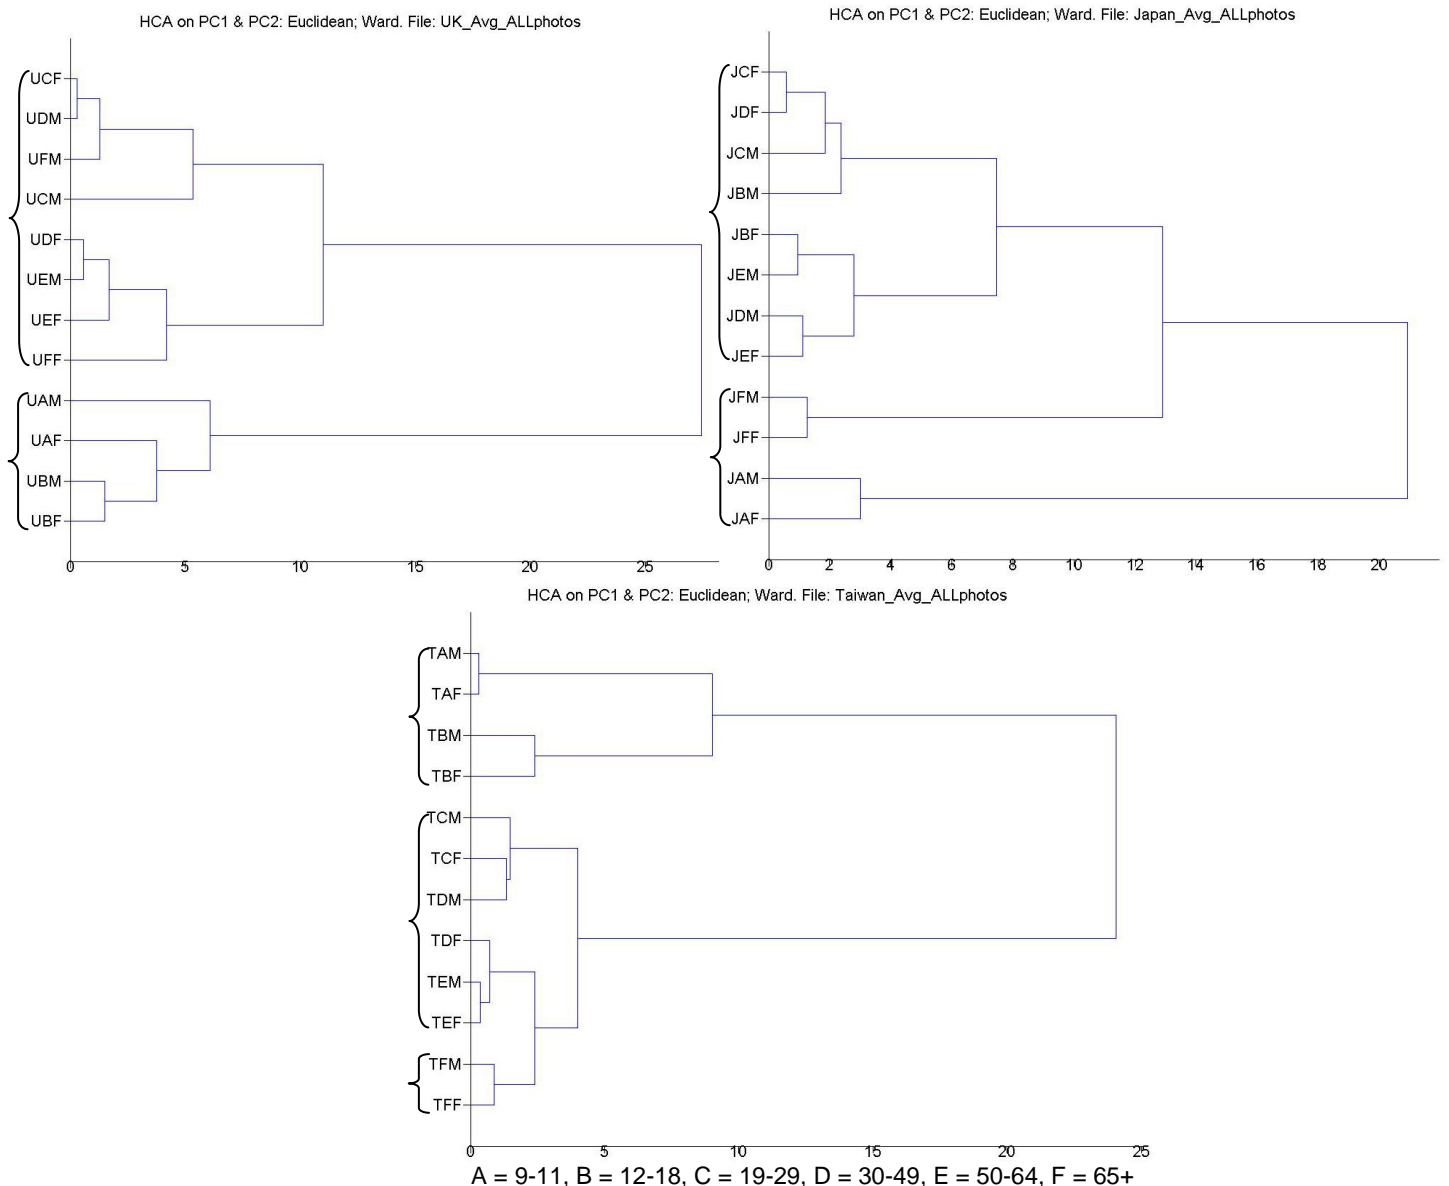 HCA on PC1 & PC2: Euclidean; Ward. File: UK_Avg_ALLphotos
UCF
UDM
UFM
UCM
UDF
UEM
UEF
UFF
UAM
UAF
UBM
UBF
0 5 10 15 20 25
HCA on PC1 & PC2: Euclidean; Ward. File: Japan_Avg_ALLphotos
JCF
JDF
JCM
JBM
JBF
JEM
JDM
JEF
JFM
JFF
JAM
JAF
0 2 4 6 8 10 12 14 16 18 20
HCA on PC1 & PC2: Euclidean; Ward. File: Taiwan_Avg_ALLphotos
TAM
TAF
TBM
TBF
TCM
TCF
TDM
TDF
TEM
TEF
TFM
TFF
0 5 10 15 20 25
A = 9-11, B = 12-18, C = 19-29, D = 30-49, E = 50-64, F = 65+